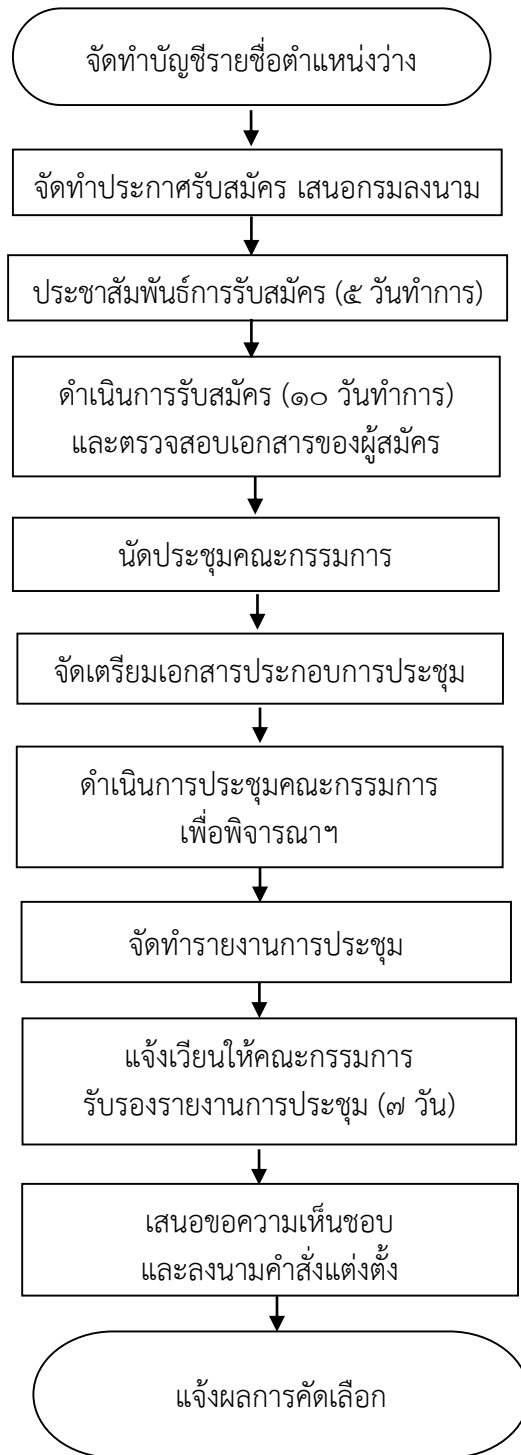 จัดทำบัญชีรายชื่อตำแหน่งว่าง
จัดทำประกาศรับสมัคร เสนอกรมลงนาม
ประชาสัมพันธ์การรับสมัคร (๕ วันทำการ)
ดำเนินการรับสมัคร (๑๐ วันทำการ)
และตรวจสอบเอกสารของผู้สมัคร
นัดประชุมคณะกรรมการ
จัดเตรียมเอกสารประกอบการประชุม
ดำเนินการประชุมคณะกรรมการ
เพื่อพิจารณาฯ
จัดทำรายงานการประชุม
แจ้งเวียนให้คณะกรรมการ
รับรองรายงานการประชุม (๗ วัน)
เสนอขอความเห็นชอบ
และลงนามคำสั่งแต่งตั้ง
แจ้งผลการคัดเลือก